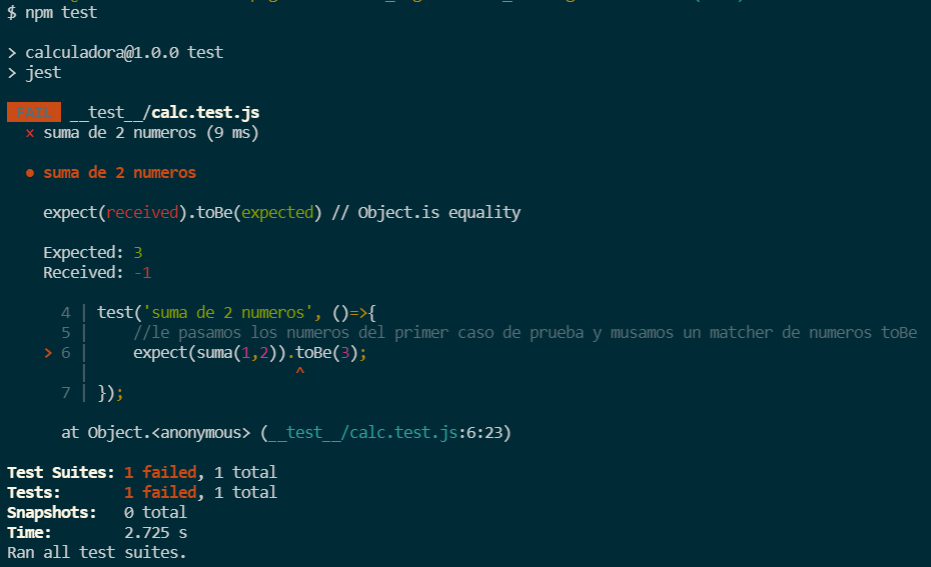 $ npm test
> calculadora@1.0.0 test
> jest
FAIL __test__/calc.test.js
× suma de 2 numeros (9 ms)
● suma de 2 numeros
expect(received).toBe(expected) // Object.is equality
Expected: 3
Received: -1
4 | test('suma de 2 numeros', ()=>{
5 | //le pasamos los numeros del primer caso de prueba y musamos un matcher de numeros toBe
> 6 | expect(suma(1,2)).toBe(3);
| ^
7 | });
at Object.<anonymous> (__test__/calc.test.js:6:23)
Test Suites: 1 failed, 1 total
Tests: 1 failed, 1 total
Snapshots: 0 total
Time: 2.725 s
Ran all test suites.